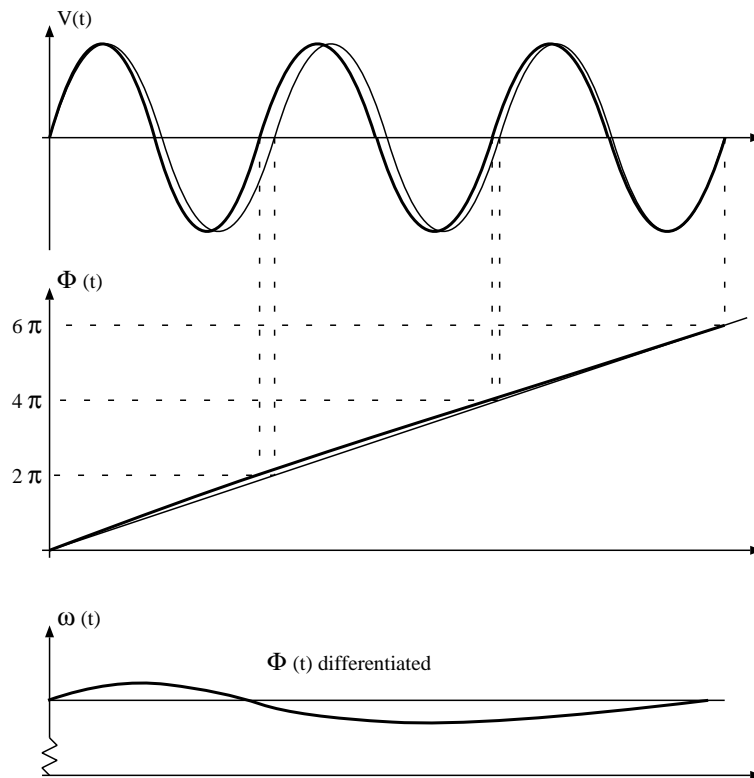 V(t)
Φ (t)
6 π
4 π
2 π
ω (t)
Φ (t) differentiated